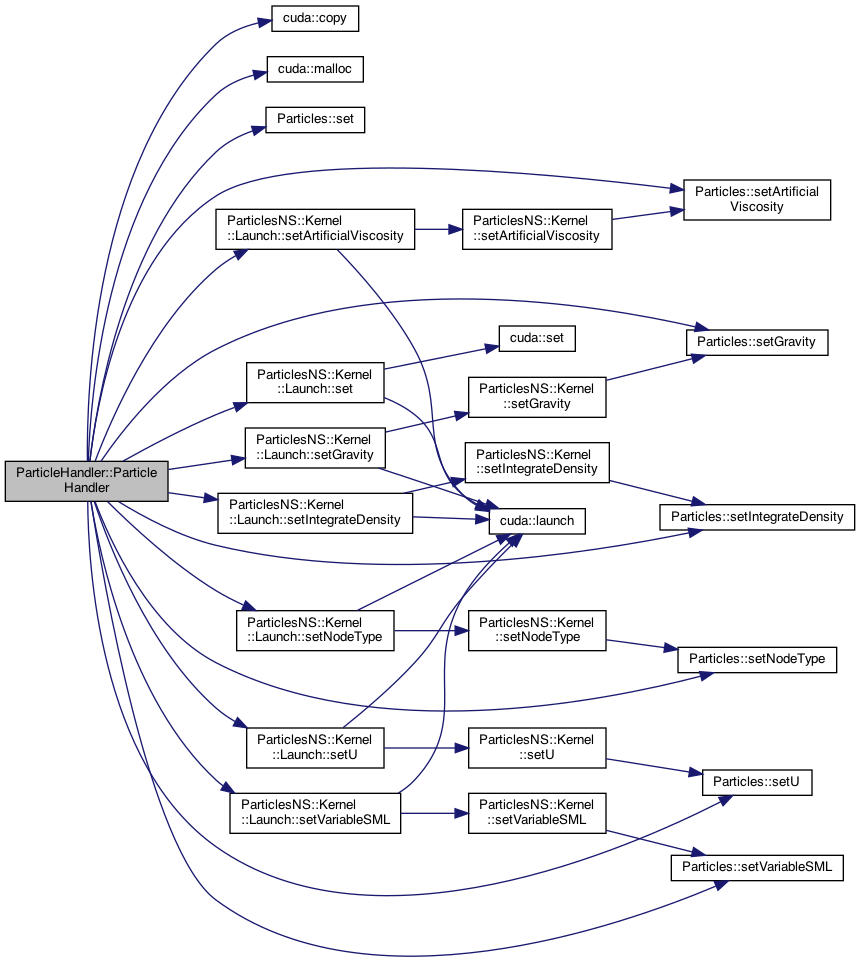 cuda::copy
cuda::malloc
Particles::set
Particles::setArtificial
Viscosity
ParticlesNS::Kernel
::Launch::setArtificialViscosity
ParticlesNS::Kernel
::setArtificialViscosity
cuda::set
Particles::setGravity
ParticlesNS::Kernel
::Launch::set
ParticlesNS::Kernel
::setGravity
ParticlesNS::Kernel
::Launch::setGravity
ParticlesNS::Kernel
::setIntegrateDensity
ParticleHandler::Particle
Handler
ParticlesNS::Kernel
::Launch::setIntegrateDensity
cuda::launch
Particles::setIntegrateDensity
ParticlesNS::Kernel
::Launch::setNodeType
ParticlesNS::Kernel
::setNodeType
Particles::setNodeType
ParticlesNS::Kernel
::Launch::setU
ParticlesNS::Kernel
::setU
Particles::setU
ParticlesNS::Kernel
::Launch::setVariableSML
ParticlesNS::Kernel
::setVariableSML
Particles::setVariableSML